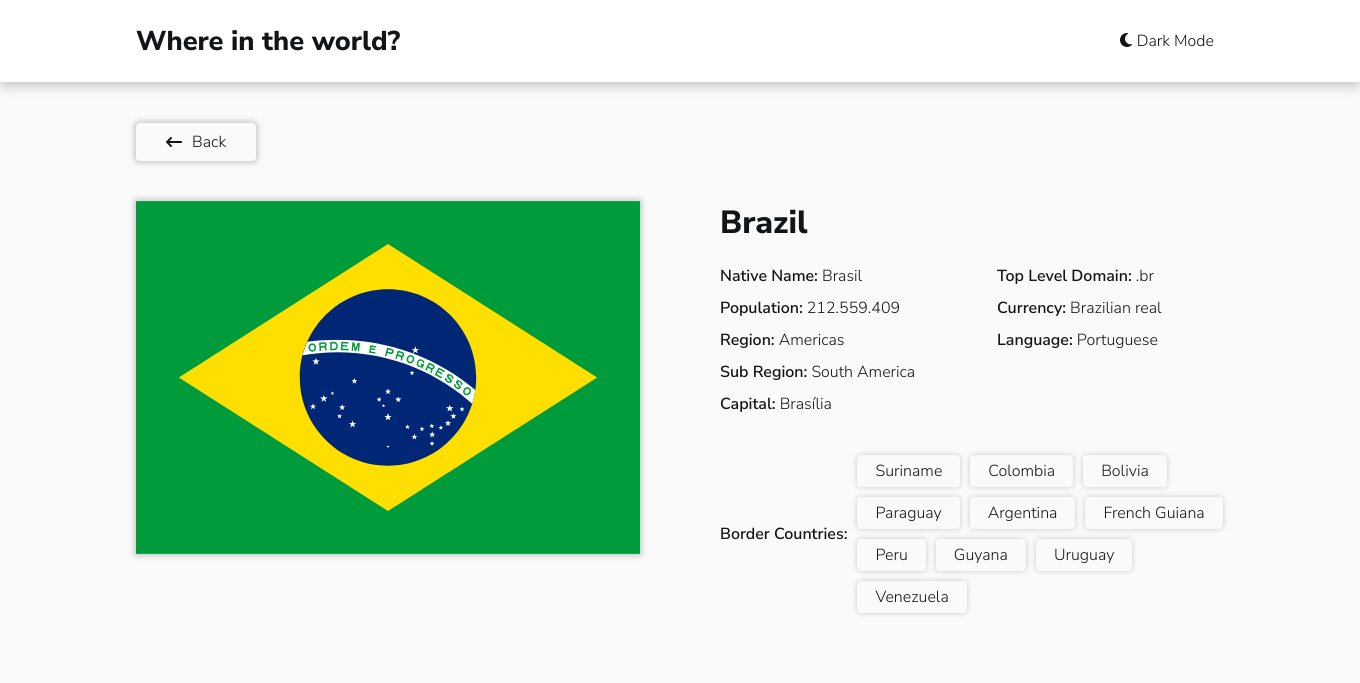 Where in the world?
Dark Mode
Back
ORDEM E PROGRESSO
Brazil
Native Name: Brasil
Population: 212.559.409
Region: Americas
Sub Region: South America
Capital: Brasília
Top Level Domain: .br
Currency: Brazilian real
Language: Portuguese
Border Countries:
Suriname Colombia Bolivia
Paraguay Argentina French Guiana
Peru Guyana Uruguay
Venezuela